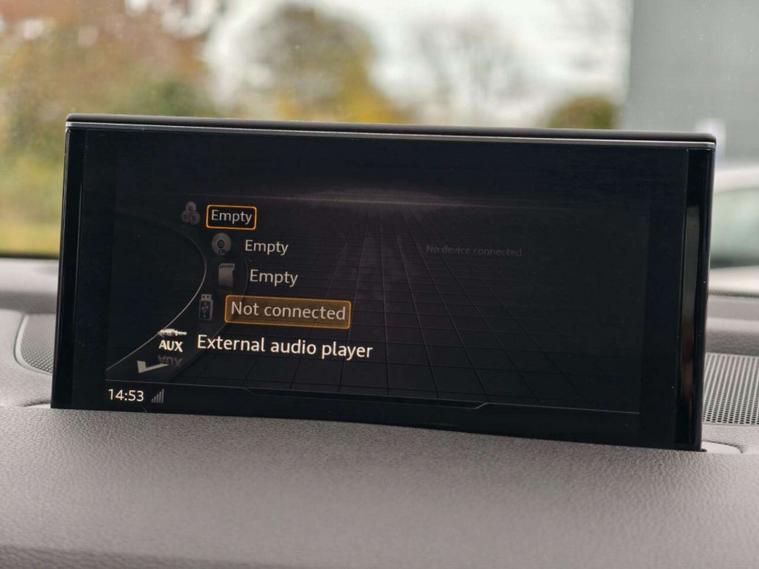 Empty
Empty
No device connected
Empty
Not connected
AUX External audio player
14:53